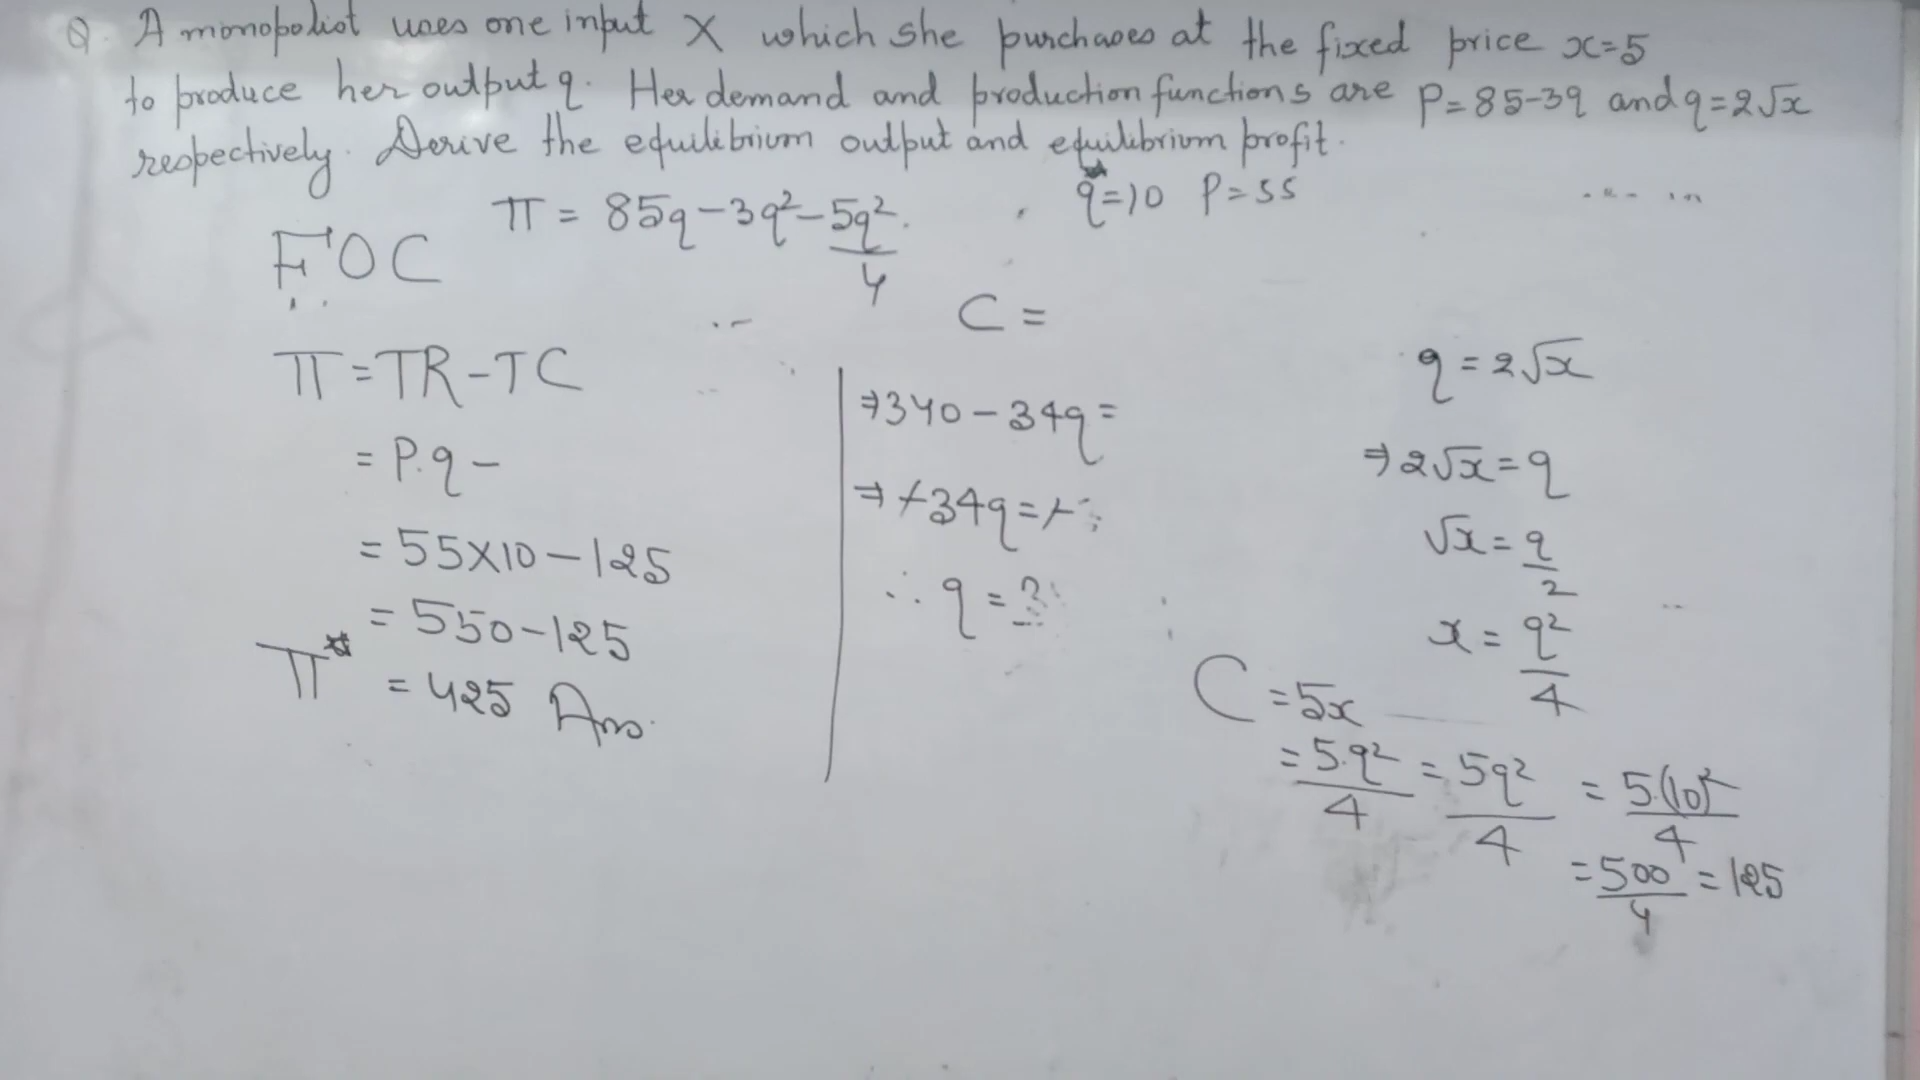 Q. A monopolist uses one input X which she purchases at the fixed price x=5
to produce her output q. Her demand and production functions are P=85-3q and q=2√x
respectively. Derive the equilibrium output and equilibrium profit.
π = 85q-3q²-5q²/4
q*=10 P=55
FOC
C =
π=TR-TC
= P.q -
= 55×10-125
= 550-125
π* = 425 Ans.
⇒340-34q=
⇒ +34q=+
∴ q =
q = 2√x
⇒ 2√x = q
√x = q/2
x = q²/4
C = 5x
= 5.q²/4 = 5q²/4 = 5.(10)²/4
= 500/4 = 125